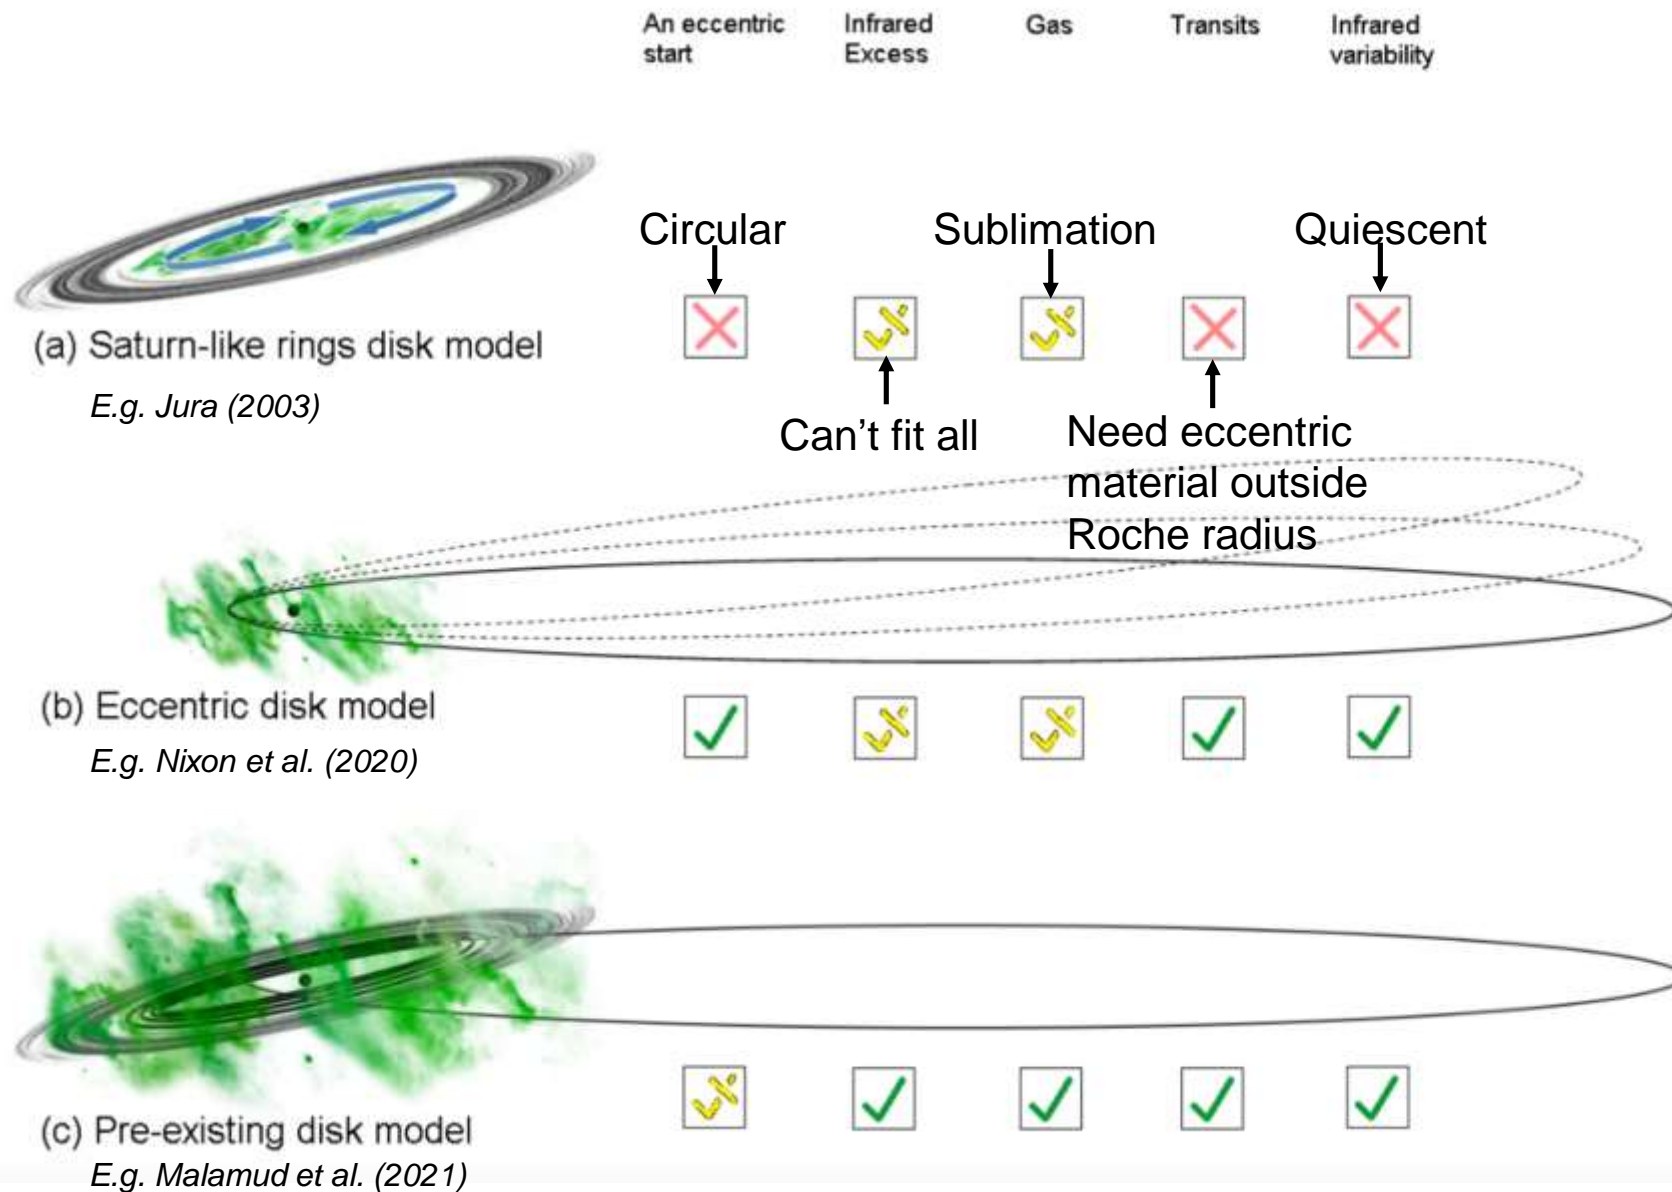 An eccentric
start
Infrared
Excess
Gas
Transits
Infrared
variability
Circular
Sublimation
Quiescent
(a) Saturn-like rings disk model
E.g. Jura (2003)
Can't fit all
Need eccentric
material outside
Roche radius
(b) Eccentric disk model
E.g. Nixon et al. (2020)
(c) Pre-existing disk model
E.g. Malamud et al. (2021)